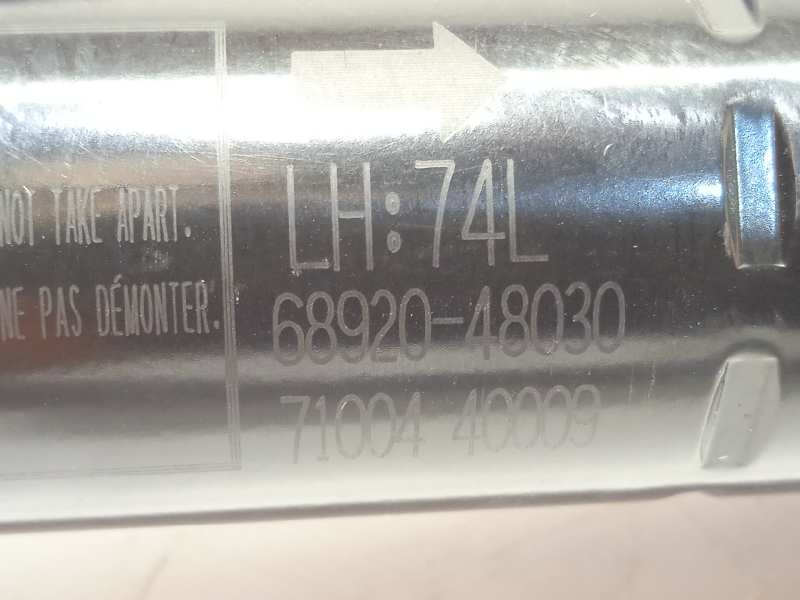 NOT TAKE APART.
NE PAS DÉMONTER.
LH:74L
68920-48030
71004 40009